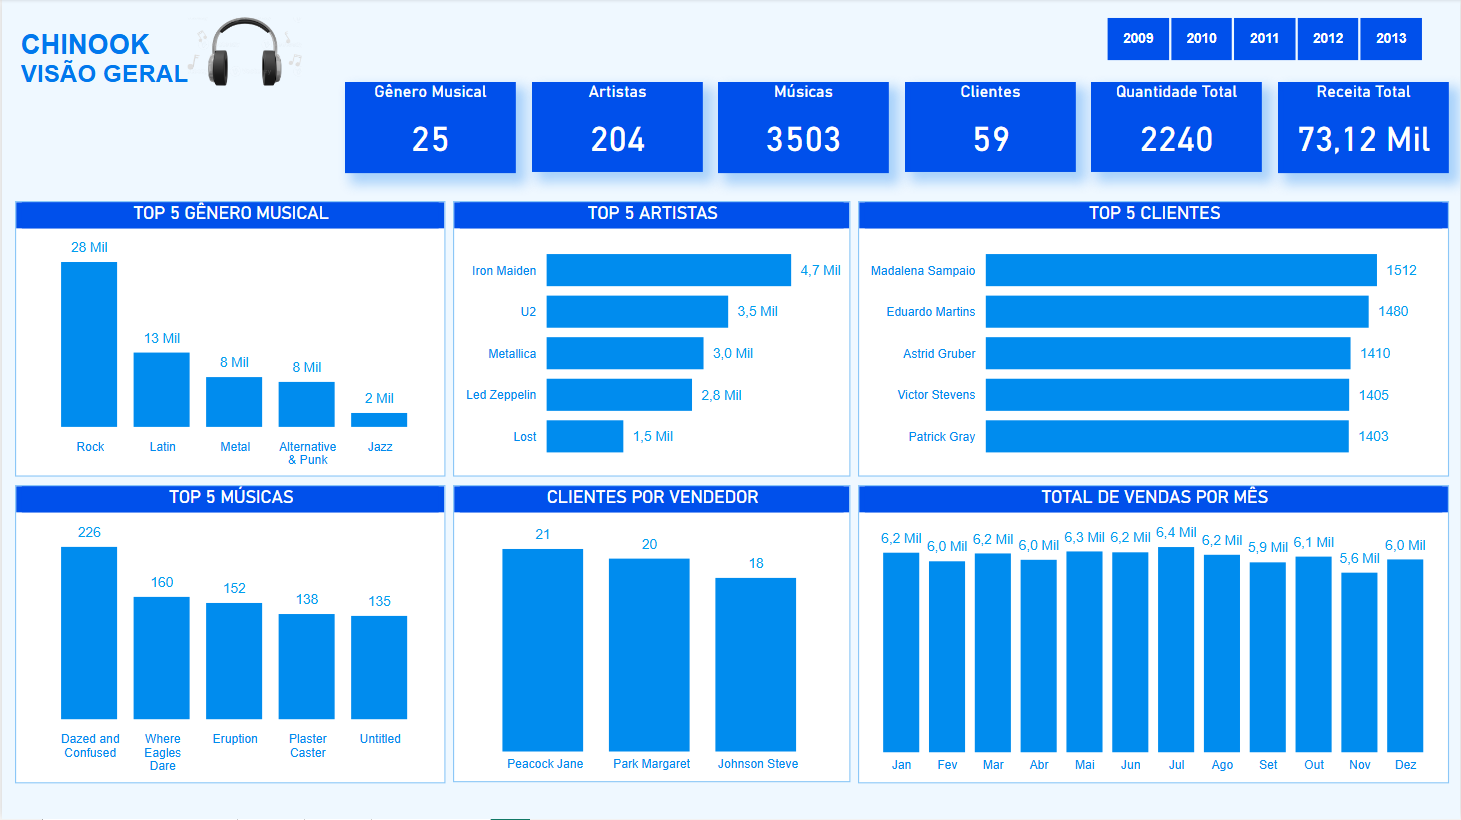 CHINOOK
VISÃO GERAL
2009 2010 2011 2012 2013
Gênero Musical
25
Artistas
204
Músicas
3503
Clientes
59
Quantidade Total
2240
Receita Total
73,12 Mil
TOP 5 GÊNERO MUSICAL
28 Mil
13 Mil
8 Mil
8 Mil
2 Mil
Rock
Latin
Metal
Alternative
& Punk
Jazz
TOP 5 ARTISTAS
Iron Maiden 4,7 Mil
U2 3,5 Mil
Metallica 3,0 Mil
Led Zeppelin 2,8 Mil
Lost 1,5 Mil
TOP 5 CLIENTES
Madalena Sampaio 1512
Eduardo Martins 1480
Astrid Gruber 1410
Victor Stevens 1405
Patrick Gray 1403
TOP 5 MÚSICAS
226
160
152
138
135
Dazed and
Confused
Where
Eagles
Dare
Eruption
Plaster
Caster
Untitled
CLIENTES POR VENDEDOR
21
20
18
Peacock Jane
Park Margaret
Johnson Steve
TOTAL DE VENDAS POR MÊS
6,2 Mil 6,0 Mil 6,2 Mil 6,0 Mil 6,3 Mil 6,2 Mil 6,4 Mil 6,2 Mil 5,9 Mil 6,1 Mil 5,6 Mil 6,0 Mil
Jan Fev Mar Abr Mai Jun Jul Ago Set Out Nov Dez